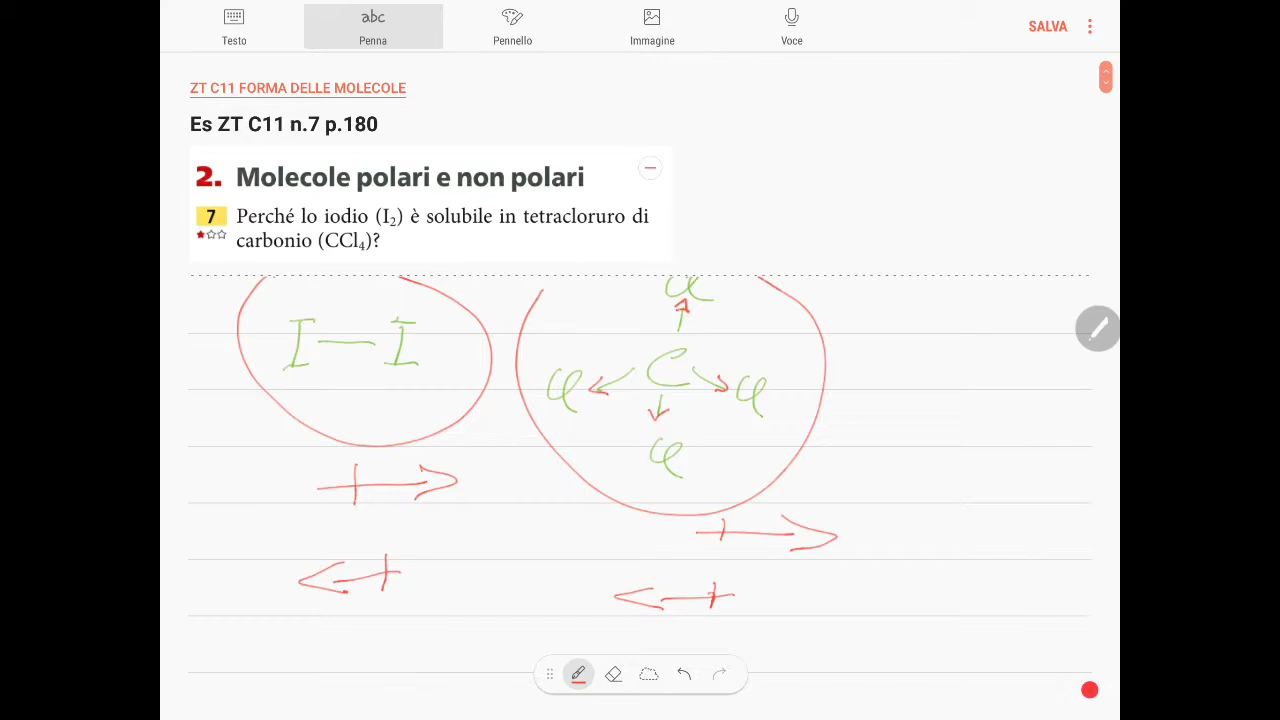 Testo
abc
Penna
Pennello
Immagine
Voce
SALVA
ZT C11 FORMA DELLE MOLECOLE
Es ZT C11 n.7 p.180
2. Molecole polari e non polari
7 Perché lo iodio (I₂) è solubile in tetracloruro di
carbonio (CCl₄)?
Cl
I — I
C
Cl Cl
Cl